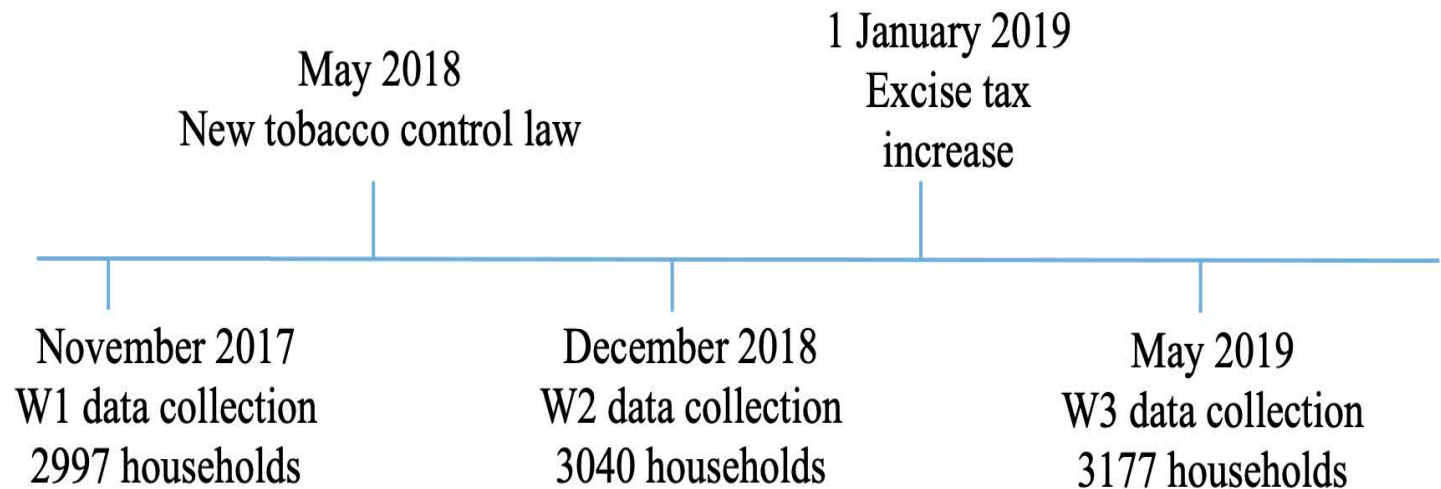 May 2018
New tobacco control law
1 January 2019
Excise tax
increase
November 2017
W1 data collection
2997 households
December 2018
W2 data collection
3040 households
May 2019
W3 data collection
3177 households